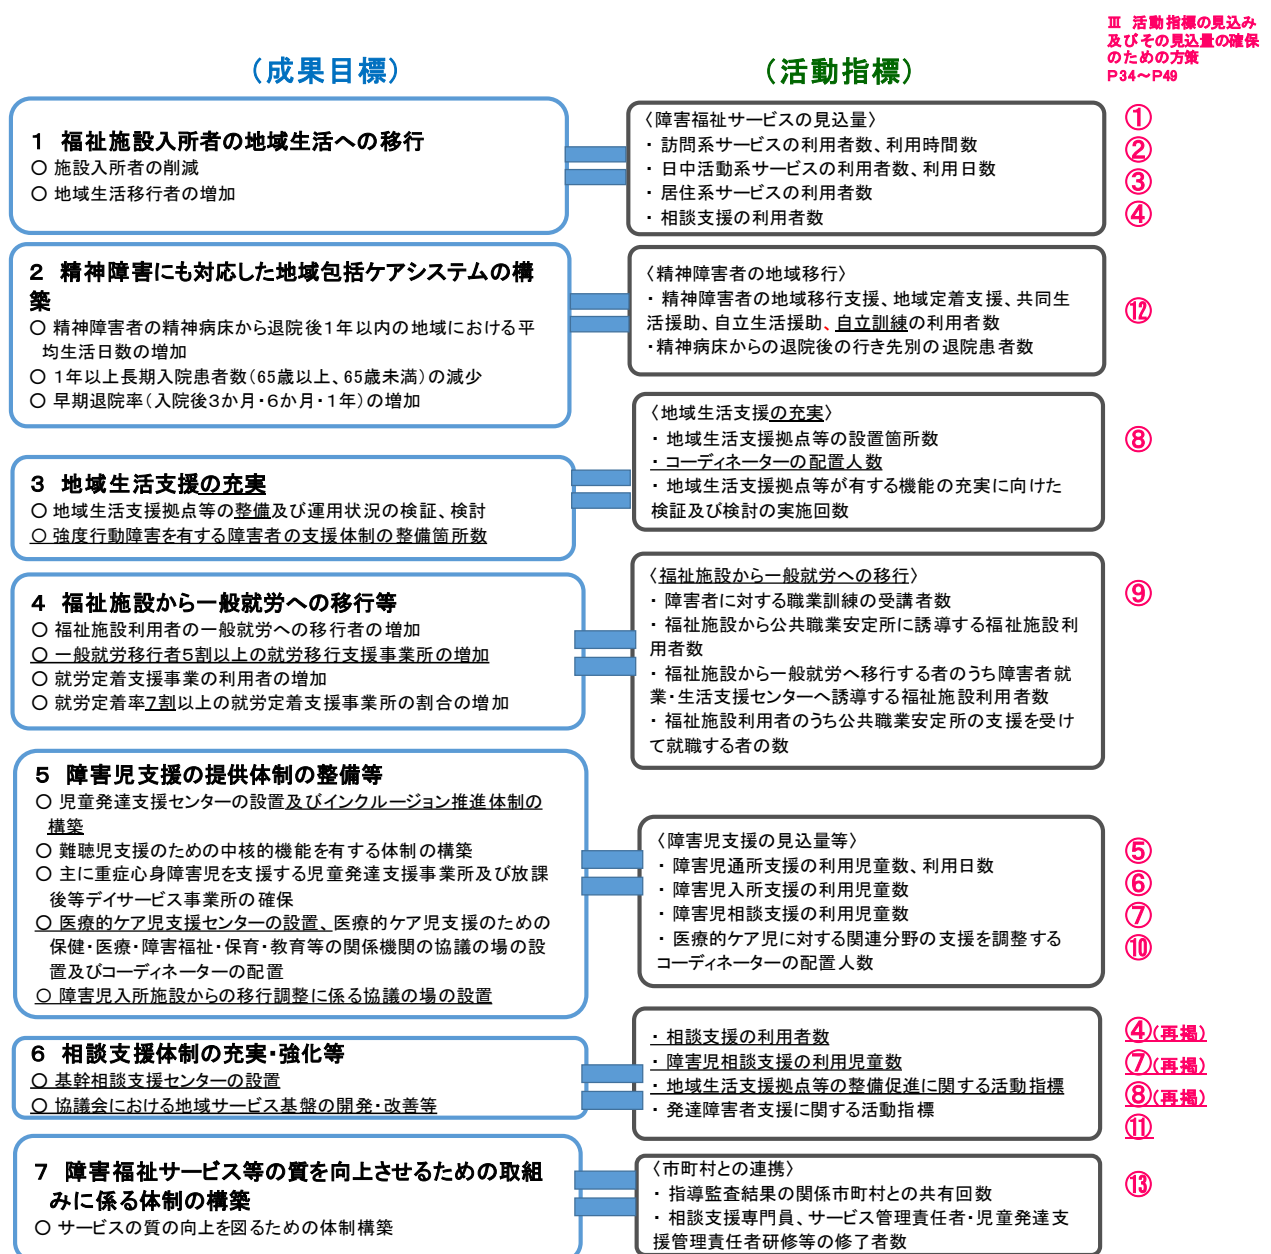 Ⅲ 活動指標の見込み
及びその見込量の確保
のための方策
P34～P49
（成果目標）
（活動指標）
1 福祉施設入所者の地域生活への移行
○ 施設入所者の削減
○ 地域生活移行者の増加
〈障害福祉サービスの見込量〉
・ 訪問系サービスの利用者数、利用時間数
・ 日中活動系サービスの利用者数、利用日数
・ 居住系サービスの利用者数
・ 相談支援の利用者数
①
②
③
④
2 精神障害にも対応した地域包括ケアシステムの構
築
○ 精神障害者の精神病床から退院後1年以内の地域における平
均生活日数の増加
○ 1年以上長期入院患者数（65歳以上、65歳未満）の減少
○ 早期退院率（入院後3か月・6か月・1年）の増加
〈精神障害者の地域移行〉
・ 精神障害者の地域移行支援、地域定着支援、共同生
活援助、自立生活援助、自立訓練の利用者数
・精神病床からの退院後の行き先別の退院患者数
⑫
3 地域生活支援の充実
○ 地域生活支援拠点等の整備及び運用状況の検証、検討
○ 強度行動障害を有する障害者の支援体制の整備箇所数
〈地域生活支援の充実〉
・ 地域生活支援拠点等の設置箇所数
・ コーディネーターの配置人数
・ 地域生活支援拠点等が有する機能の充実に向けた
検証及び検討の実施回数
⑧
4 福祉施設から一般就労への移行等
○ 福祉施設利用者の一般就労への移行者の増加
○ 一般就労移行者5割以上の就労移行支援事業所の増加
○ 就労定着支援事業の利用者の増加
○ 就労定着率7割以上の就労定着支援事業所の割合の増加
〈福祉施設から一般就労への移行〉
・ 障害者に対する職業訓練の受講者数
・ 福祉施設から公共職業安定所に誘導する福祉施設利
用者数
・ 福祉施設から一般就労へ移行する者のうち障害者就
業・生活支援センターへ誘導する福祉施設利用者数
・ 福祉施設利用者のうち公共職業安定所の支援を受け
て就職する者の数
⑨
5 障害児支援の提供体制の整備等
○ 児童発達支援センターの設置及びインクルージョン推進体制の
構築
○ 難聴児支援のための中核的機能を有する体制の構築
○ 主に重症心身障害児を支援する児童発達支援事業所及び放課
後等デイサービス事業所の確保
○ 医療的ケア児支援センターの設置、医療的ケア児支援のための
保健・医療・障害福祉・保育・教育等の関係機関の協議の場の設
置及びコーディネーターの配置
○ 障害児入所施設からの移行調整に係る協議の場の設置
〈障害児支援の見込量等〉
・ 障害児通所支援の利用児童数、利用日数
・ 障害児入所支援の利用児童数
・ 障害児相談支援の利用児童数
・ 医療的ケア児に対する関連分野の支援を調整する
コーディネーターの配置人数
⑤
⑥
⑦
⑩
6 相談支援体制の充実・強化等
○ 基幹相談支援センターの設置
○ 協議会における地域サービス基盤の開発・改善等
・ 相談支援の利用者数
・ 障害児相談支援の利用児童数
・ 地域生活支援拠点等の整備促進に関する活動指標
・ 発達障害者支援に関する活動指標
④(再掲)
⑦(再掲)
⑧(再掲)
⑪
7 障害福祉サービス等の質を向上させるための取組
みに係る体制の構築
○ サービスの質の向上を図るための体制構築
〈市町村との連携〉
・ 指導監査結果の関係市町村との共有回数
・ 相談支援専門員、サービス管理責任者・児童発達支
援管理責任者研修等の修了者数
⑬